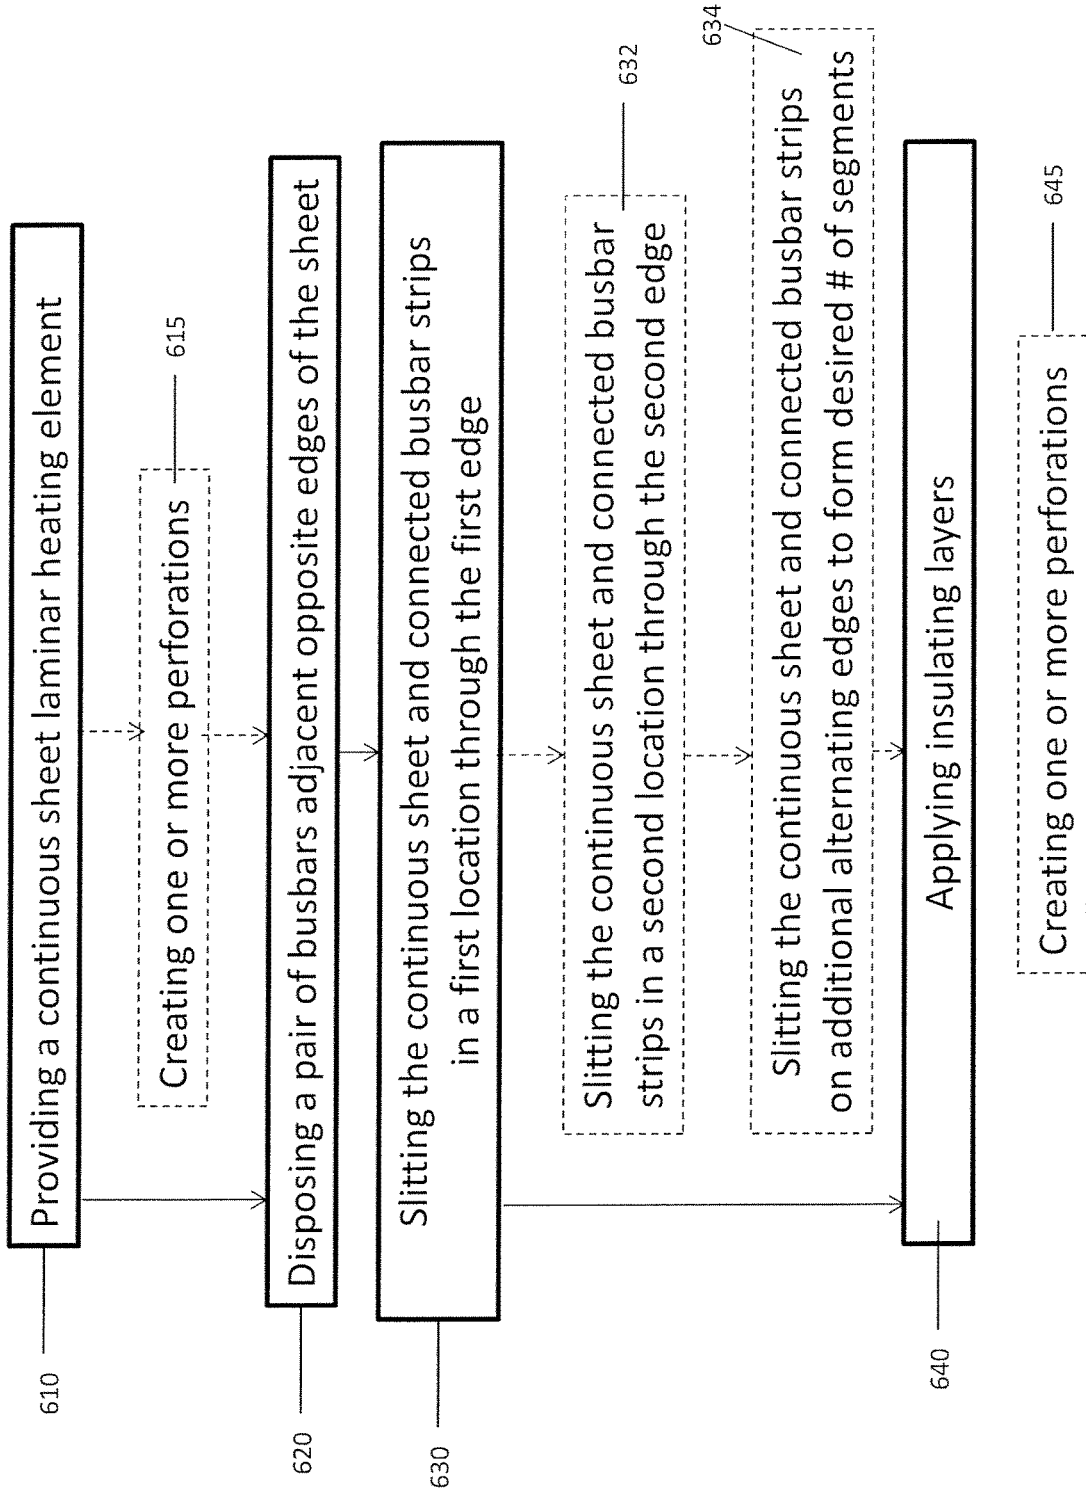 610
Providing a continuous sheet laminar heating element
Creating one or more perforations
615
620
Disposing a pair of busbars adjacent opposite edges of the sheet
630
Slitting the continuous sheet and connected busbar strips
in a first location through the first edge
Slitting the continuous sheet and connected busbar
strips in a second location through the second edge
632
Slitting the continuous sheet and connected busbar strips
on additional alternating edges to form desired # of segments
634
640
Applying insulating layers
Creating one or more perforations
645